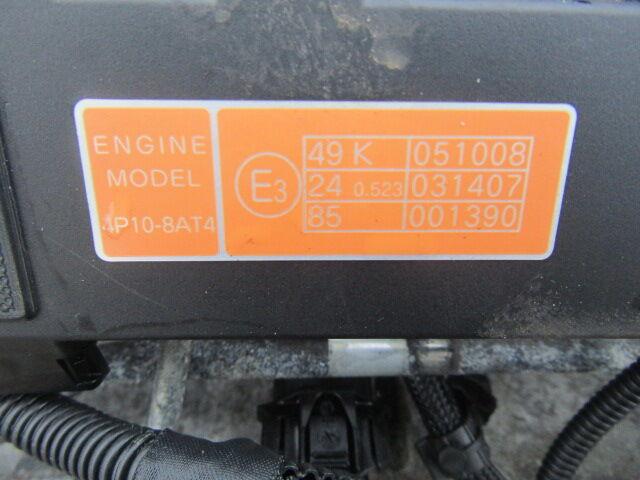 ENGINE
MODEL
4P10-8AT4
E3
49 K 051008
24 0.523 031407
85 001390